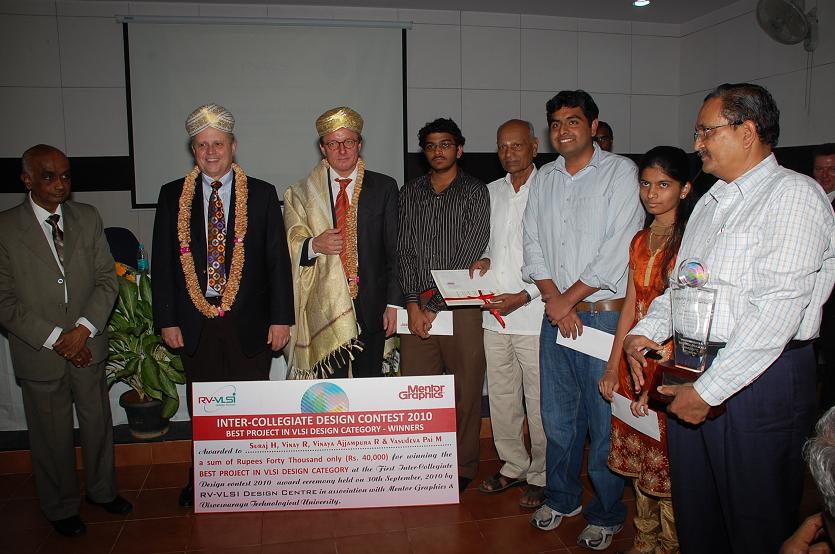 RV-VLSI
Mentor
Graphics
INTER-COLLEGIATE DESIGN CONTEST 2010
BEST PROJECT IN VLSI DESIGN CATEGORY - WINNERS
Awarded to Suraj H, Vinay R, Vinaya Ajjampura R & Vasudeva Pai M
a sum of Rupees Forty Thousand only (Rs. 40,000) for winning the
BEST PROJECT IN VLSI DESIGN CATEGORY at the First Inter-Collegiate
Design contest 2010 award ceremony held on 30th September, 2010 by
RV-VLSI Design Centre in association with Mentor Graphics &
Visvesvaraya Technological University.